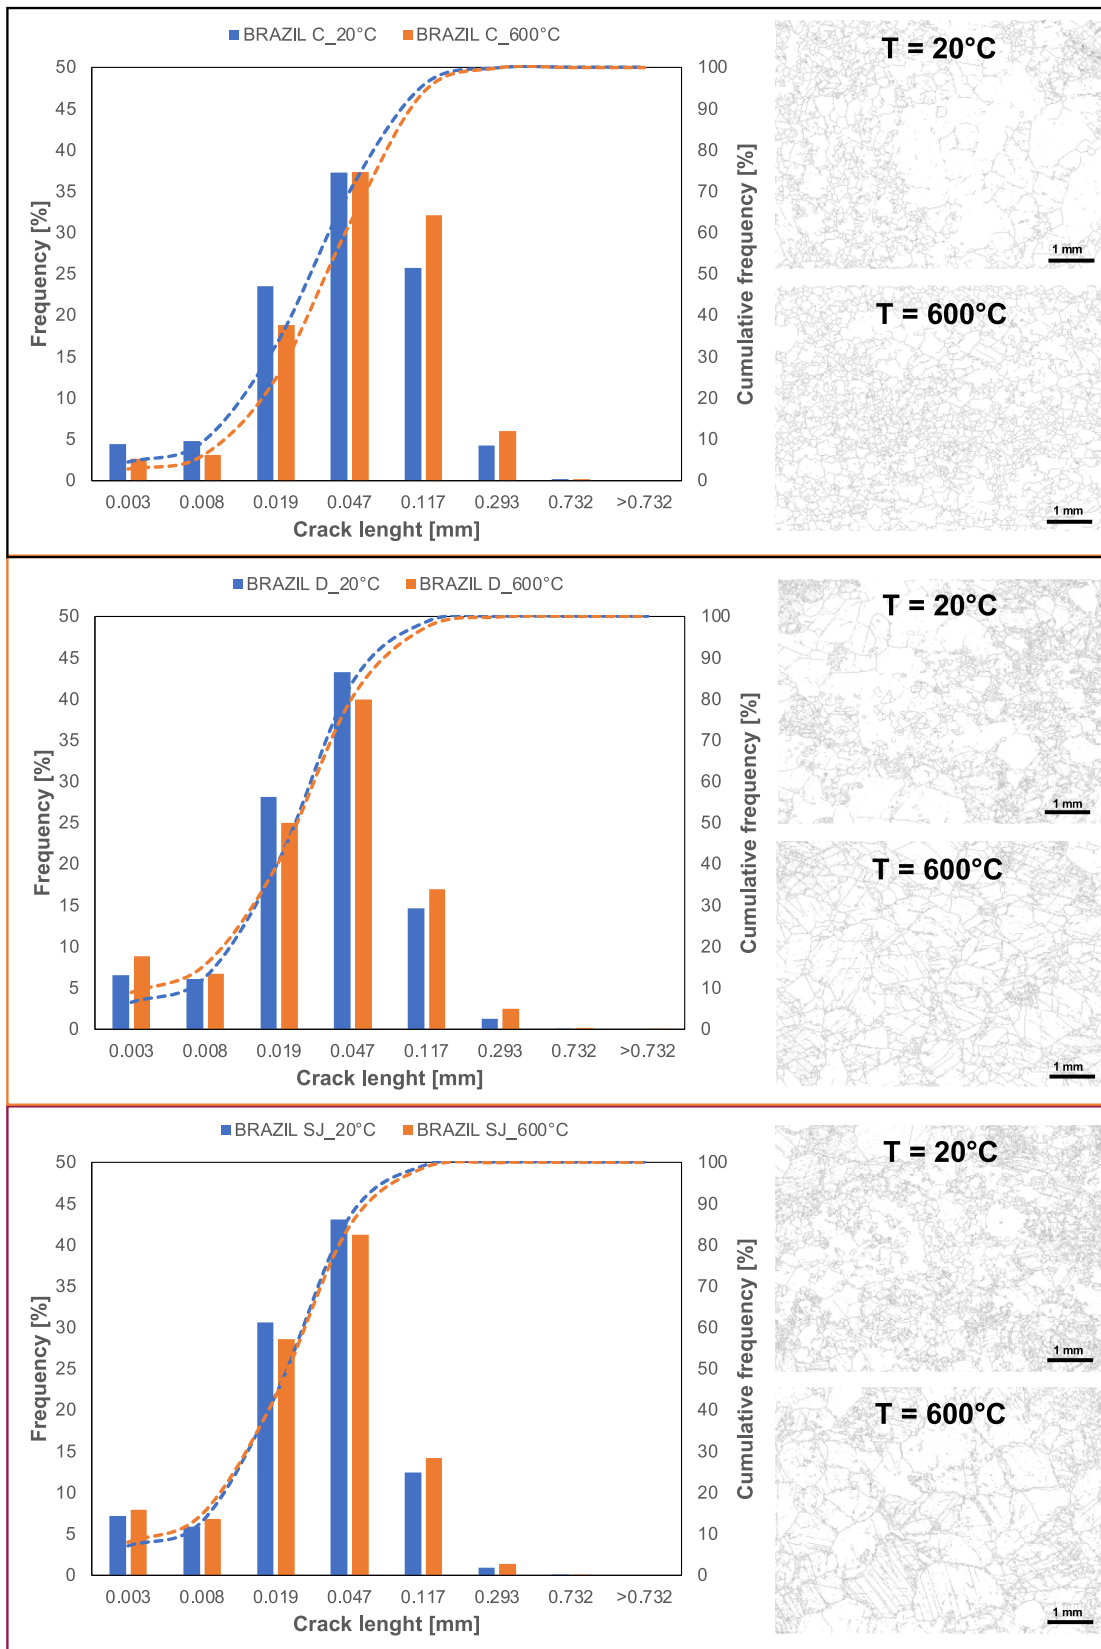 BRAZIL C_20°C BRAZIL C_600°C
50
45
40
35
30
25
20
15
10
5
0
Frequency [%]
100
90
80
70
60
50
40
30
20
10
0
Cumulative frequency [%]
0.003 0.008 0.019 0.047 0.117 0.293 0.732 >0.732
Crack lenght [mm]
T = 20°C
1 mm
T = 600°C
1 mm
BRAZIL D_20°C BRAZIL D_600°C
50
45
40
35
30
25
20
15
10
5
0
Frequency [%]
100
90
80
70
60
50
40
30
20
10
0
Cumulative frequency [%]
0.003 0.008 0.019 0.047 0.117 0.293 0.732 >0.732
Crack lenght [mm]
T = 20°C
1 mm
T = 600°C
1 mm
BRAZIL SJ_20°C BRAZIL SJ_600°C
50
45
40
35
30
25
20
15
10
5
0
Frequency [%]
100
90
80
70
60
50
40
30
20
10
0
Cumulative frequency [%]
0.003 0.008 0.019 0.047 0.117 0.293 0.732 >0.732
Crack lenght [mm]
T = 20°C
1 mm
T = 600°C
1 mm